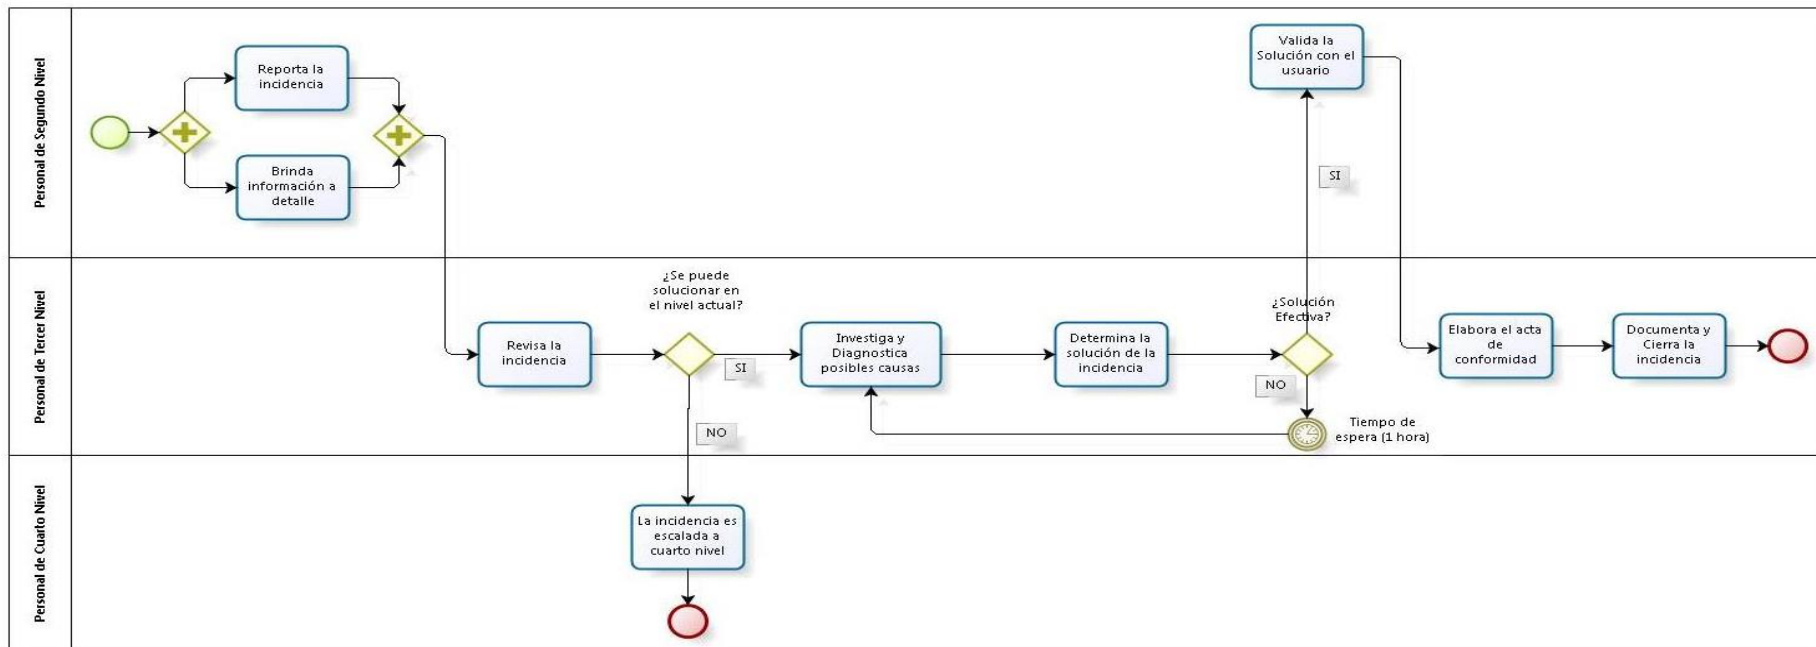 Personal de Segundo Nivel
Reporta la
incidencia
Brinda
información a
detalle
Valida la
Solución con el
usuario
SI
Personal de Tercer Nivel
Revisa la
incidencia
¿Se puede
solucionar en
el nivel actual?
SI
NO
Investiga y
Diagnostica
posibles causas
Determina la
solución de la
incidencia
¿Solución
Efectiva?
NO
Tiempo de
espera (1 hora)
Elabora el acta
de
conformidad
Documenta y
Cierra la
incidencia
Personal de Cuarto Nivel
La incidencia es
escalada a
cuarto nivel